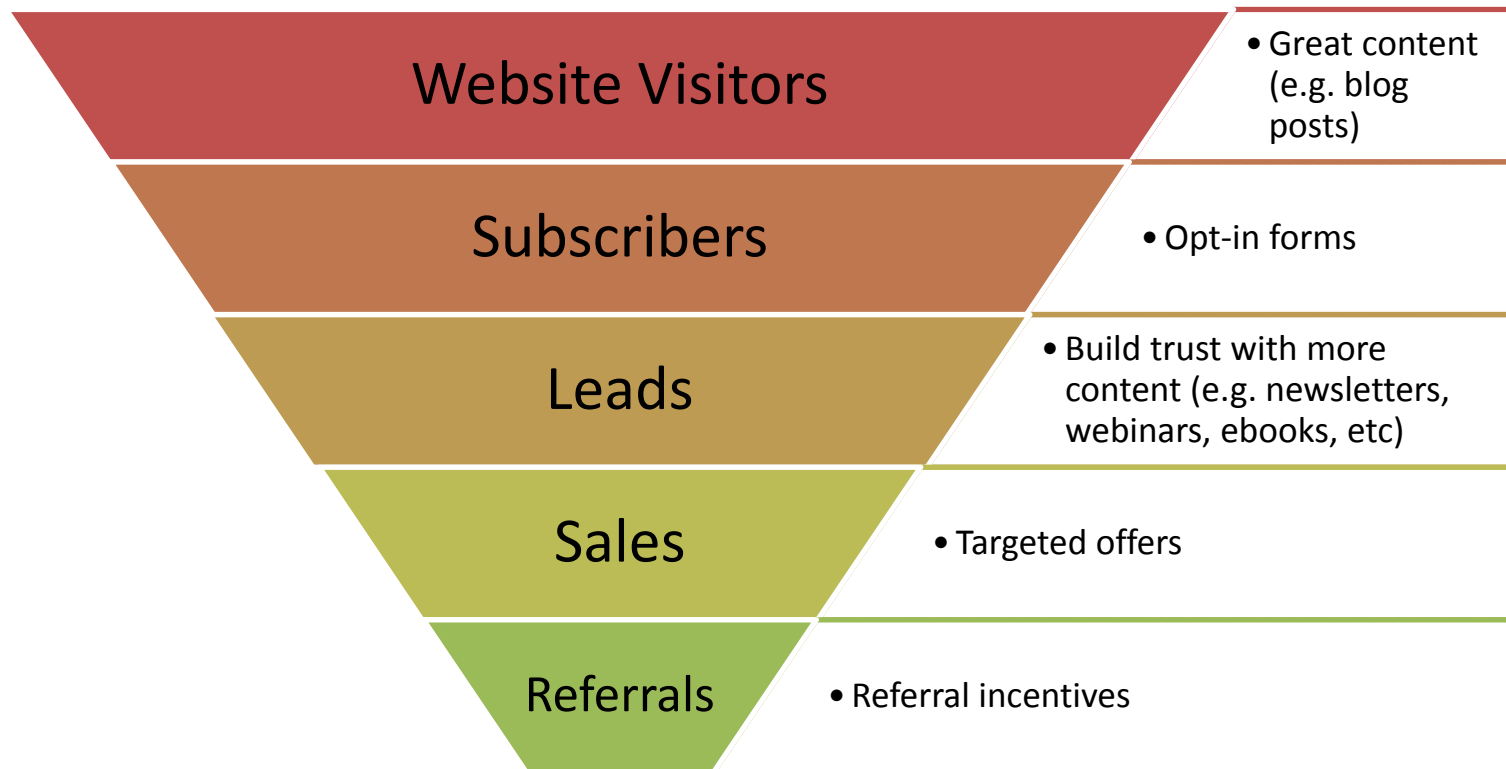 Website Visitors
• Great content
(e.g. blog
posts)
Subscribers
• Opt-in forms
Leads
• Build trust with more
content (e.g. newsletters,
webinars, ebooks, etc)
Sales
• Targeted offers
Referrals
• Referral incentives